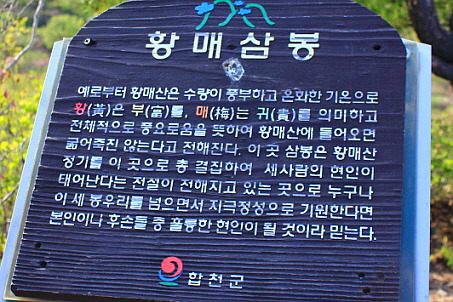 황매삼봉
예로부터 황매산은 수량이 풍부하고 온화한 기온으로
황(黃)은 부(富)를, 매(梅)는 귀(貴)를 의미하고
전체적으로 풍요로움을 뜻하여 황매산에 들어오면
굶어죽진 않는다고 전해진다. 이 곳 삼봉은 황매산
정기를 이 곳으로 총 결집하여 세사람의 현인이
태어난다는 전설이 전해지고 있는 곳으로 누구나
이 세 봉우리를 넘으면서 지극정성으로 기원한다면
본인이나 후손들 중 훌륭한 현인이 될 것이라 믿는다.
합천군